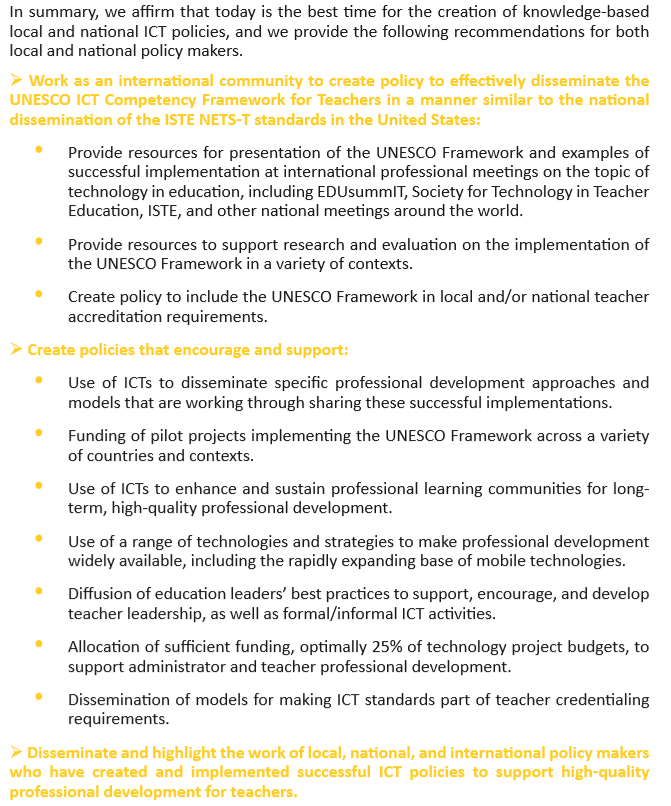 In summary, we affirm that today is the best time for the creation of knowledge-based
local and national ICT policies, and we provide the following recommendations for both
local and national policy makers.
➢ Work as an international community to create policy to effectively disseminate the
UNESCO ICT Competency Framework for Teachers in a manner similar to the national
dissemination of the ISTE NETS-T standards in the United States:
• Provide resources for presentation of the UNESCO Framework and examples of
successful implementation at international professional meetings on the topic of
technology in education, including EDUsummIT, Society for Technology in Teacher
Education, ISTE, and other national meetings around the world.
• Provide resources to support research and evaluation on the implementation of
the UNESCO Framework in a variety of contexts.
• Create policy to include the UNESCO Framework in local and/or national teacher
accreditation requirements.
➢ Create policies that encourage and support:
• Use of ICTs to disseminate specific professional development approaches and
models that are working through sharing these successful implementations.
• Funding of pilot projects implementing the UNESCO Framework across a variety
of countries and contexts.
• Use of ICTs to enhance and sustain professional learning communities for long-
term, high-quality professional development.
• Use of a range of technologies and strategies to make professional development
widely available, including the rapidly expanding base of mobile technologies.
• Diffusion of education leaders’ best practices to support, encourage, and develop
teacher leadership, as well as formal/informal ICT activities.
• Allocation of sufficient funding, optimally 25% of technology project budgets, to
support administrator and teacher professional development.
• Dissemination of models for making ICT standards part of teacher credentialing
requirements.
➢ Disseminate and highlight the work of local, national, and international policy makers
who have created and implemented successful ICT policies to support high-quality
professional development for teachers.